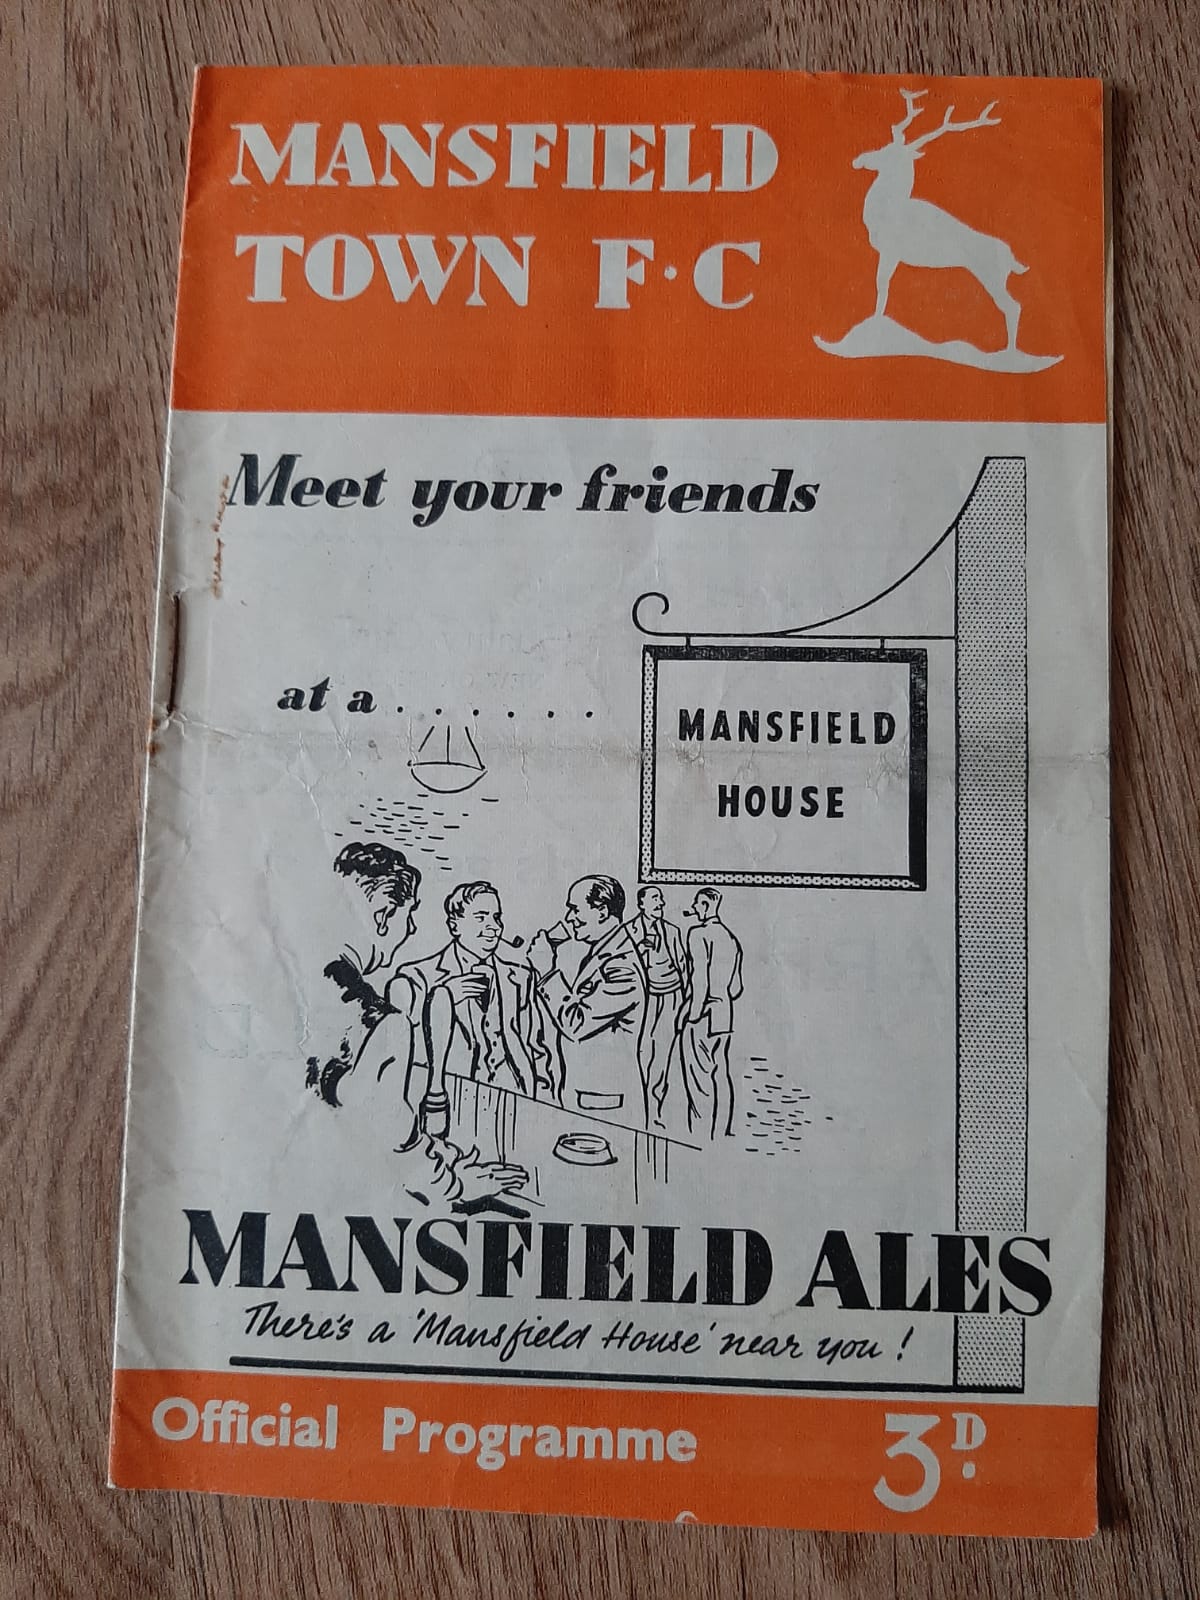 MANSFIELD
TOWN F·C
Meet your friends
at a . . . . . . .
MANSFIELD
HOUSE
MANSFIELD ALES
There's a 'Mansfield House' near you!
Official Programme 3D.